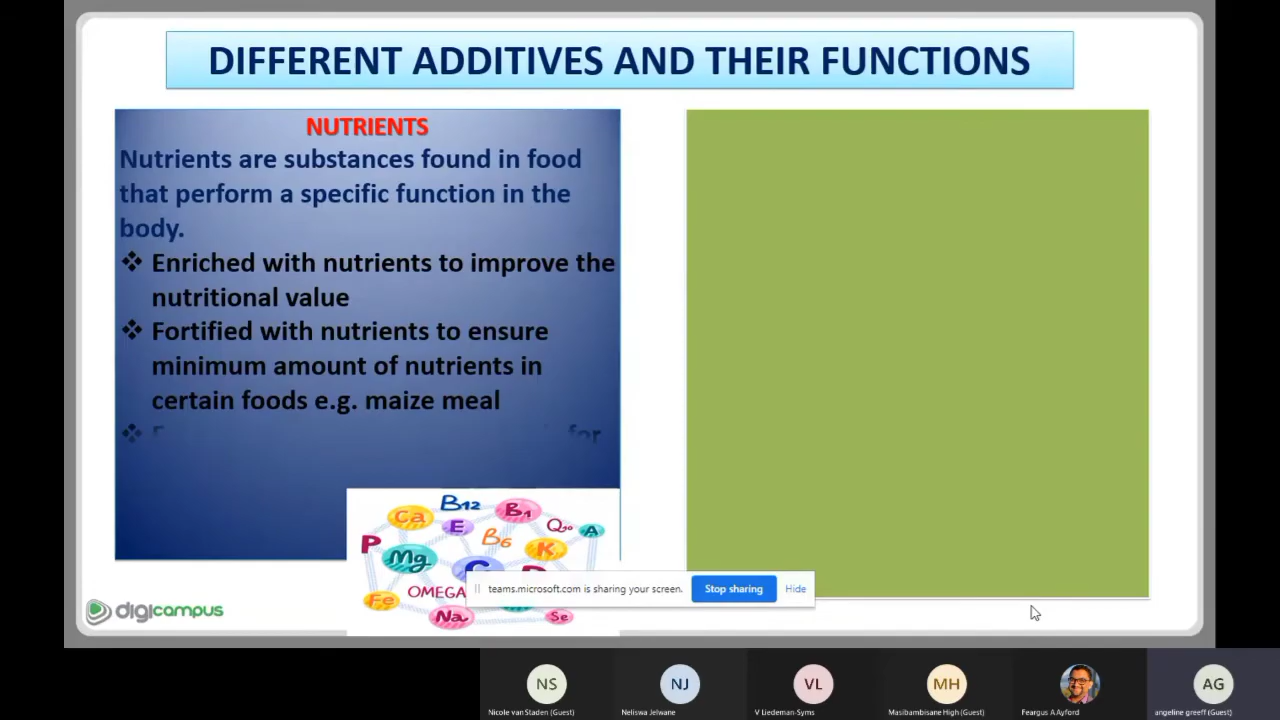 DIFFERENT ADDITIVES AND THEIR FUNCTIONS
NUTRIENTS
Nutrients are substances found in food
that perform a specific function in the
body.
❖ Enriched with nutrients to improve the
nutritional value
❖ Fortified with nutrients to ensure
minimum amount of nutrients in
certain foods e.g. maize meal
❖ for
B12
Ca
B1
E
Q10
A
P
B6
K
Mg
OMEGA
Fe
Na
Se
teams.microsoft.com is sharing your screen.
Stop sharing
Hide
digicampus
NS
NJ
VL
MH
AG
Nicole van Staden (Guest)
Neliswa Jelwane
V Liedeman-Syms
Masibambisane High (Guest)
Feargus A Ayford
angeline greeff (Guest)